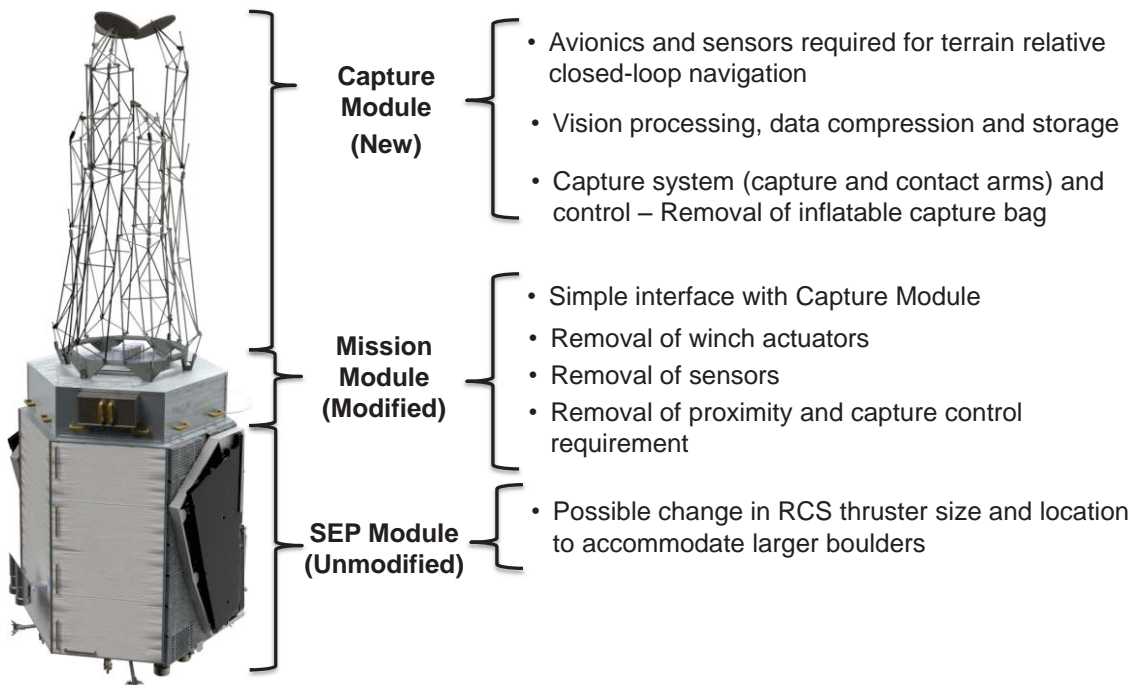 Capture
Module
(New)
• Avionics and sensors required for terrain relative
closed-loop navigation
• Vision processing, data compression and storage
• Capture system (capture and contact arms) and
control – Removal of inflatable capture bag
Mission
Module
(Modified)
• Simple interface with Capture Module
• Removal of winch actuators
• Removal of sensors
• Removal of proximity and capture control
requirement
SEP Module
(Unmodified)
• Possible change in RCS thruster size and location
to accommodate larger boulders